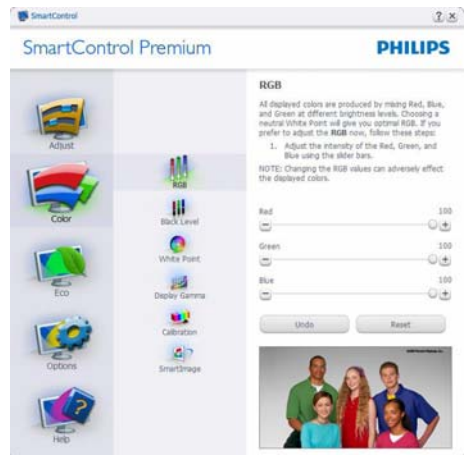 SmartControl
SmartControl Premium
PHILIPS
Adjust
Color
Eco
Options
Help
RGB
Black Level
White Point
Display Gamma
Calibration
SmartImage
RGB
All displayed colors are produced by mixing Red, Blue,
and Green at different brightness levels. Choosing a
neutral White Point will give you optimal RGB. If you
prefer to adjust the RGB now, follow these steps:
1. Adjust the intensity of the Red, Green, and
Blue using the slider bars.
NOTE: Changing the RGB values can adversely effect
the displayed colors.
Red 100
Green 100
Blue 100
Undo Reset